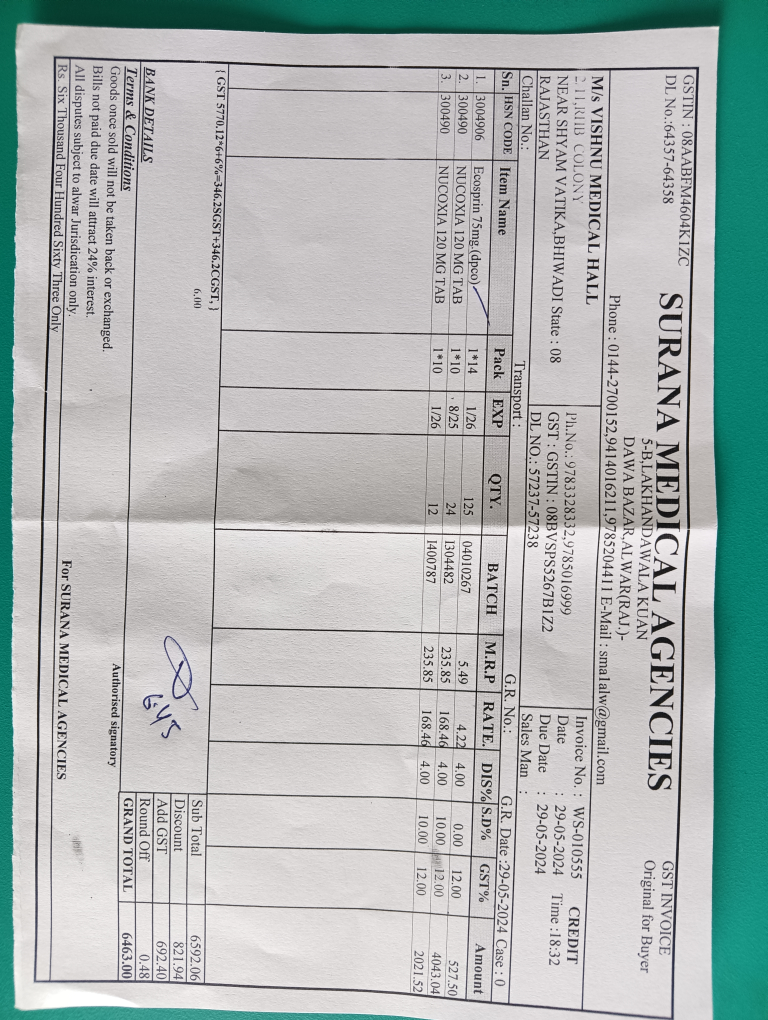 GSTIN : 08AABFM4604K1ZC
DL No.:64357-64358
GST INVOICE
Original for Buyer
SURANA MEDICAL AGENCIES
5-B,LAKHANDAWALA KUAN
DAWA BAZAR,ALWAR(RAJ.)-
Phone : 0144-2700152,9414016211,9785204411 E-Mail : sma1alw@gmail.com
M/s VISHNU MEDICAL HALL
COLONY
NEAR SHYAM VATIKA,BHIWADI State : 08
RAJASTHAN
Ph.No.: 9783328332,9785016999
GST : GSTIN : 08BVSPS5267B1Z2
DL NO.: 57237-57238
Invoice No. : WS-010555 CREDIT
Date : 29-05-2024 Time :18:32
Due Date : 29-05-2024
Sales Man :
Challan No.: Transport : G.R. No.: G.R. Date :29-05-2024 Case : 0
Sn. HSN CODE Item Name Pack EXP QTY. BATCH M.R.P RATE. DIS% S.D% GST% Amount
1. 3004906 Ecosprin 75mg.(dpco) 1*14 1/26 125 04010267 5.49 4.22 4.00 0.00 12.00 527.50
2. 300490 NUCOXIA 120 MG TAB 1*10 8/25 24 I304482 235.85 168.46 4.00 10.00 12.00 4043.04
3. 300490 NUCOXIA 120 MG TAB 1*10 1/26 12 I400787 235.85 168.46 4.00 10.00 12.00 2021.52
{ GST 5770.12*6+6%=346.2SGST+346.2CGST, }
6.00
Sub Total 6592.06
Discount 821.94
Add GST 692.40
Round Off 0.48
GRAND TOTAL 6463.00
BANK DETAILS
Terms & Conditions
Goods once sold will not be taken back or exchanged.
Bills not paid due date will attract 24% interest.
All disputes subject to alwar Jurisdication only.
Authorised signatory
Rs. Six Thousand Four Hundred Sixty Three Only
For SURANA MEDICAL AGENCIES